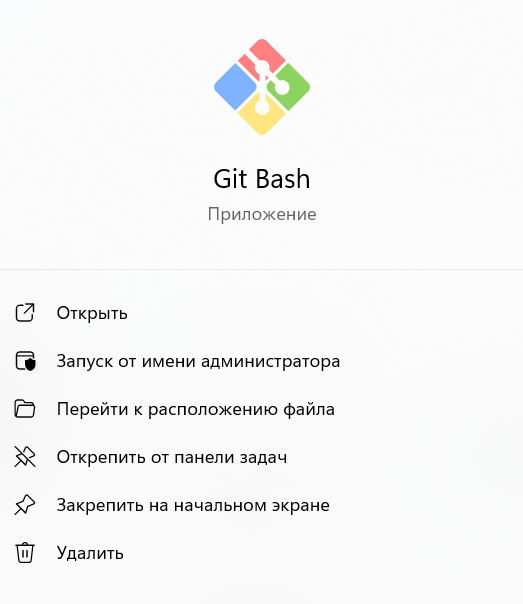 Git Bash
Приложение
Открыть
Запуск от имени администратора
Перейти к расположению файла
Открепить от панели задач
Закрепить на начальном экране
Удалить